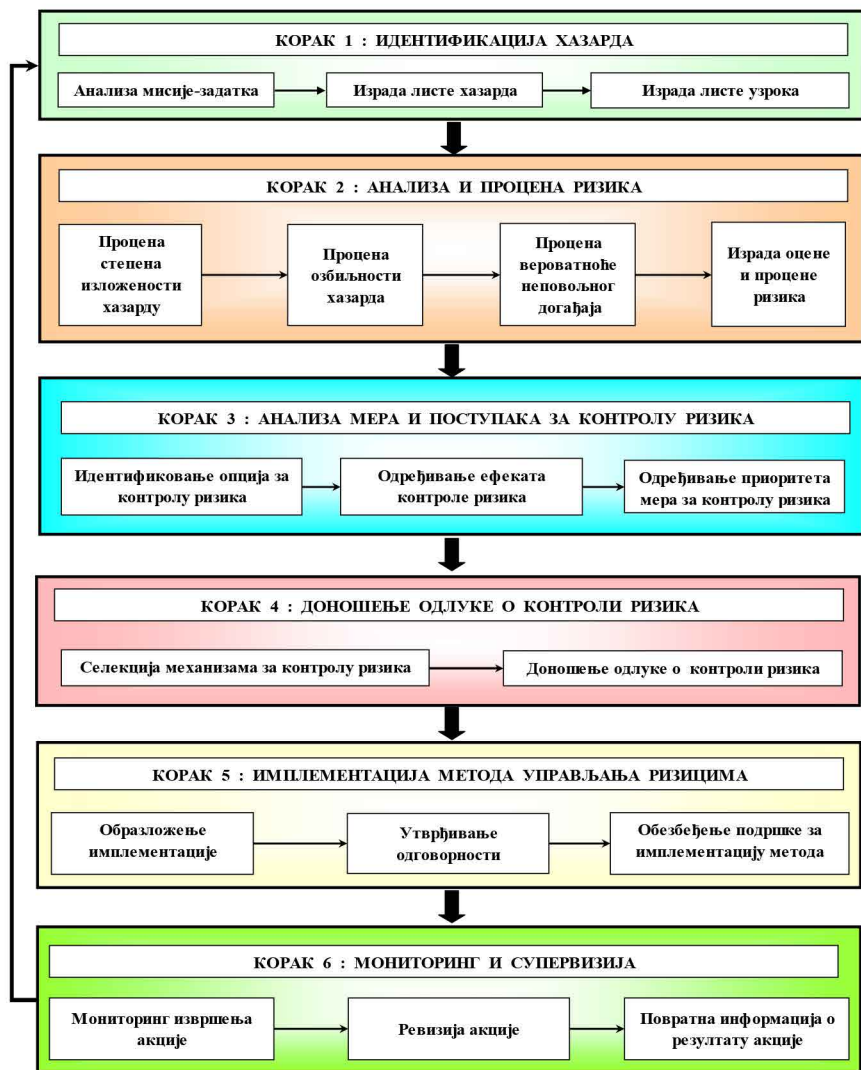 КОРАК 1 : ИДЕНТИФИКАЦИЈА ХАЗАРДА
Анализа мисије-задатка
Израда листе хазарда
Израда листе узрока
КОРАК 2 : АНАЛИЗА И ПРОЦЕНА РИЗИКА
Процена
степена
изложености
хазарду
Процена
озбиљности
хазарда
Процена
вероватноће
неповољног
догађаја
Израда оцене
и процене
ризика
КОРАК 3 : АНАЛИЗА МЕРА И ПОСТУПАКА ЗА КОНТРОЛУ РИЗИКА
Идентификовање опција за
контролу ризика
Одређивање ефеката
контроле ризика
Одређивање приоритета
мера за контролу ризика
КОРАК 4 : ДОНОШЕЊЕ ОДЛУКЕ О КОНТРОЛИ РИЗИКА
Селекција механизама за контролу ризика
Доношење одлуке о контроли ризика
КОРАК 5 : ИМПЛЕМЕНТАЦИЈА МЕТОДА УПРАВЉАЊА РИЗИЦИМА
Образложење
имплементације
Утврђивање
одговорности
Обезбеђење подршке за
имплементацију метода
КОРАК 6 : МОНИТОРИНГ И СУПЕРВИЗИЈА
Мониторинг извршења
акције
Ревизија акције
Повратна информација о
резултату акције